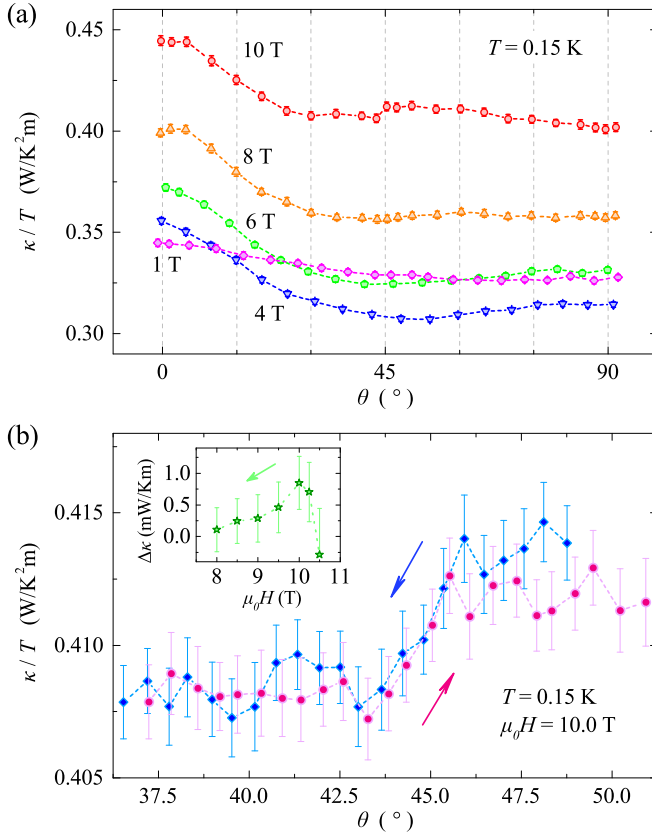 (a)
0.45
0.40
0.35
0.30
κ / T (W/K²m)
T = 0.15 K
10 T
8 T
6 T
1 T
4 T
0
45
90
θ (°)
(b)
0.415
0.410
0.405
κ / T (W/K²m)
1.0
0.5
0.0
Δκ (mW/Km)
8 9 10 11
μ₀H (T)
T = 0.15 K
μ₀H = 10.0 T
37.5 40.0 42.5 45.0 47.5 50.0
θ (°)